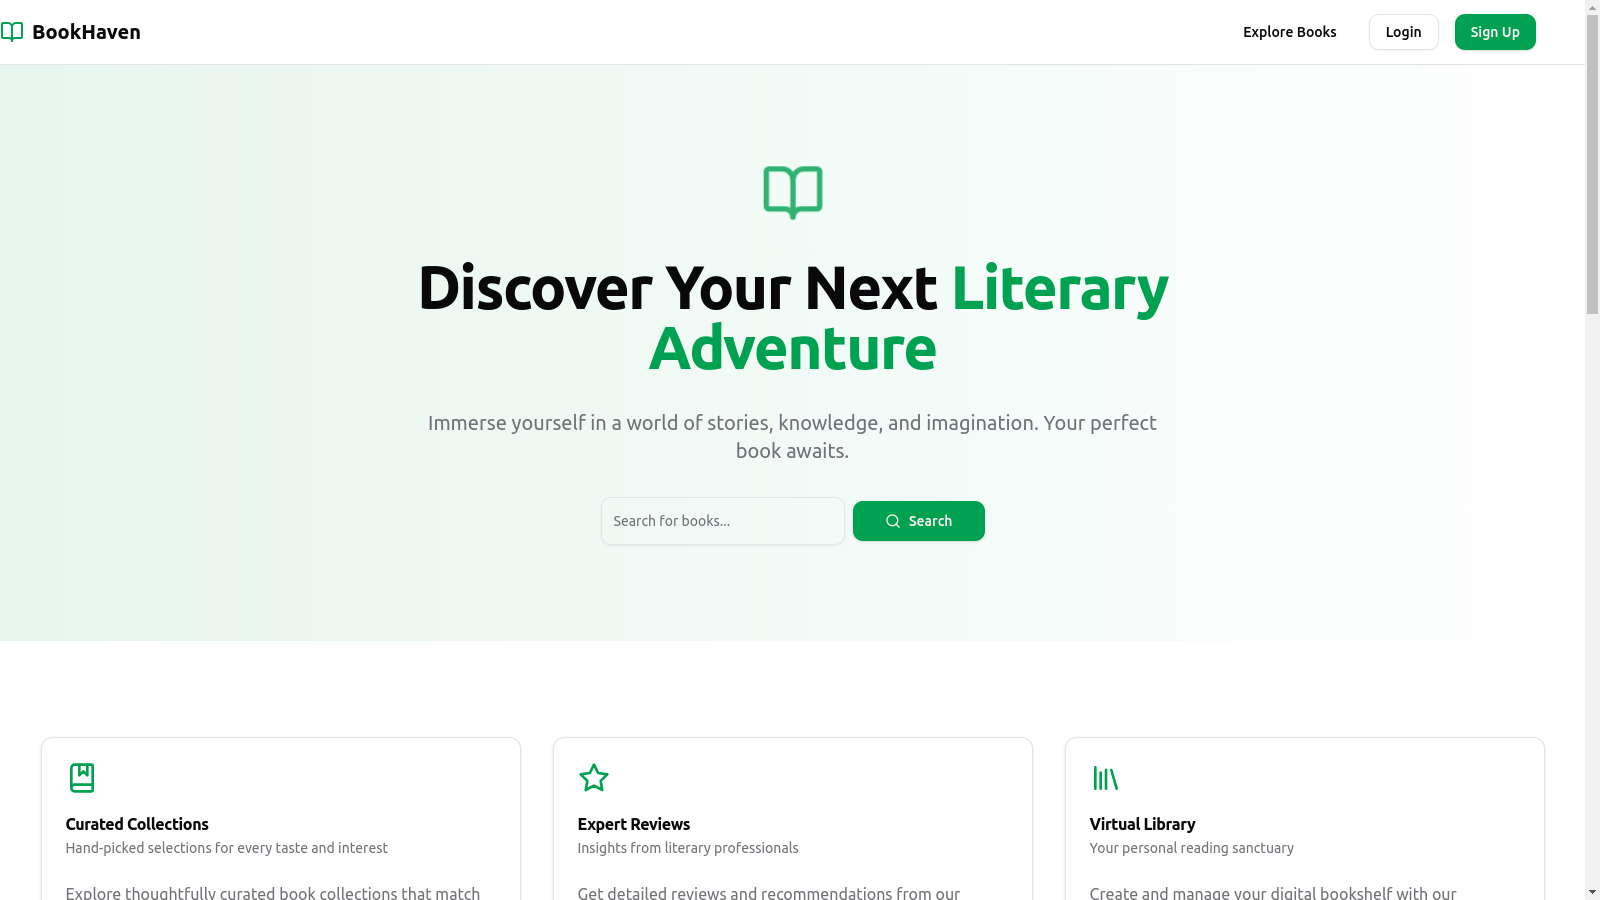 BookHaven
Explore Books
Login
Sign Up
Discover Your Next Literary
Adventure
Immerse yourself in a world of stories, knowledge, and imagination. Your perfect
book awaits.
Search for books...
Search
Curated Collections
Hand-picked selections for every taste and interest
Explore thoughtfully curated book collections that match
Expert Reviews
Insights from literary professionals
Get detailed reviews and recommendations from our
Virtual Library
Your personal reading sanctuary
Create and manage your digital bookshelf with our